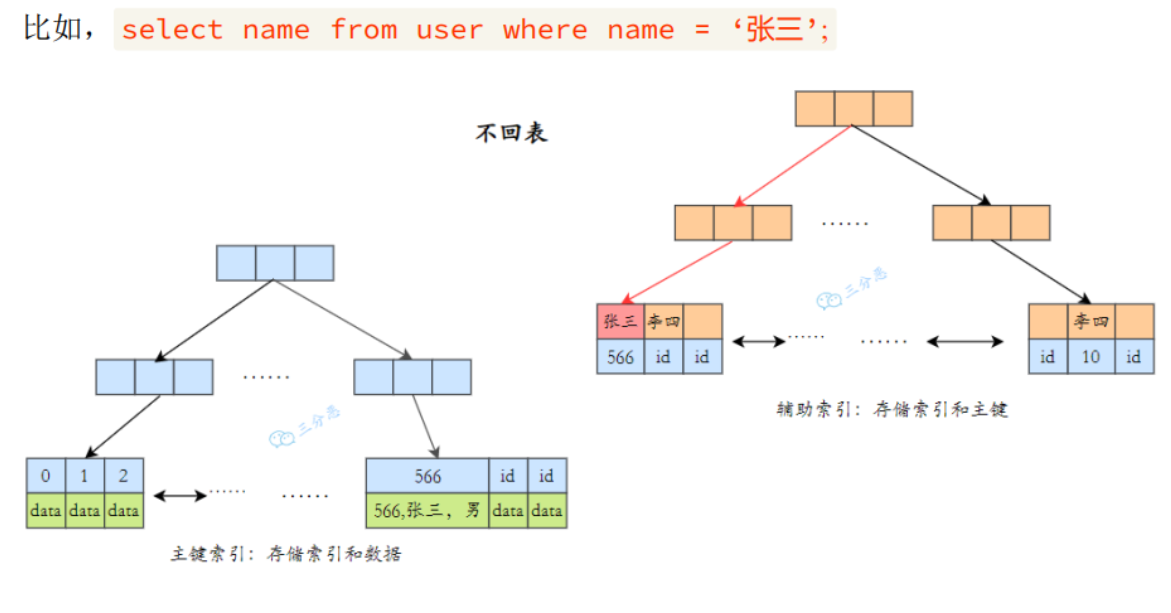 比如，select name from user where name = ‘张三’;
不回表
……
三分恶
张三 李四
566 id id
……
……
李四
id 10 id
辅助索引：存储索引和主键
……
三分恶
0 1 2
data data data
……
……
566 id id
566,张三，男 data data
主键索引：存储索引和数据